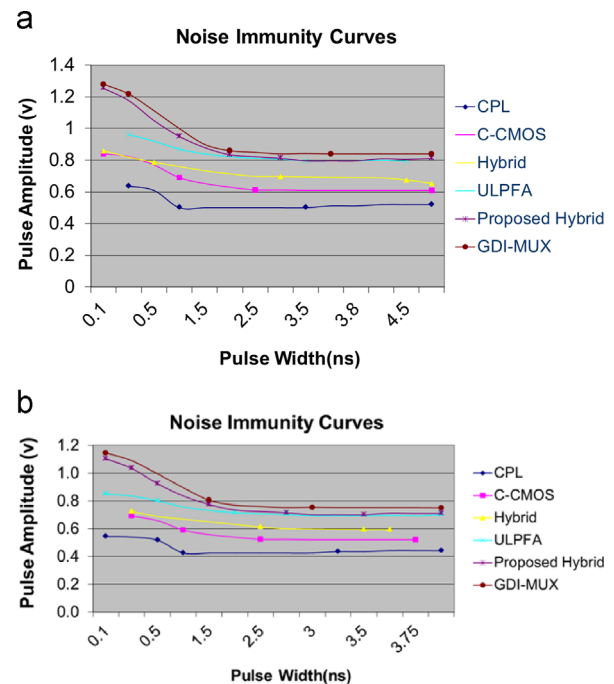 a
Noise Immunity Curves
Pulse Amplitude (v)
1.4
1.2
1
0.8
0.6
0.4
0.2
0
0.1
0.5
1.5
2.5
3.5
3.8
4.5
Pulse Width(ns)
CPL
C-CMOS
Hybrid
ULPFA
Proposed Hybrid
GDI-MUX
b
Noise Immunity Curves
Pulse Amplitude (v)
1.2
1.0
0.8
0.6
0.4
0.2
0.0
0.1
0.5
1.5
2.5
3
3.5
3.75
Pulse Width(ns)
CPL
C-CMOS
Hybrid
ULPFA
Proposed Hybrid
GDI-MUX